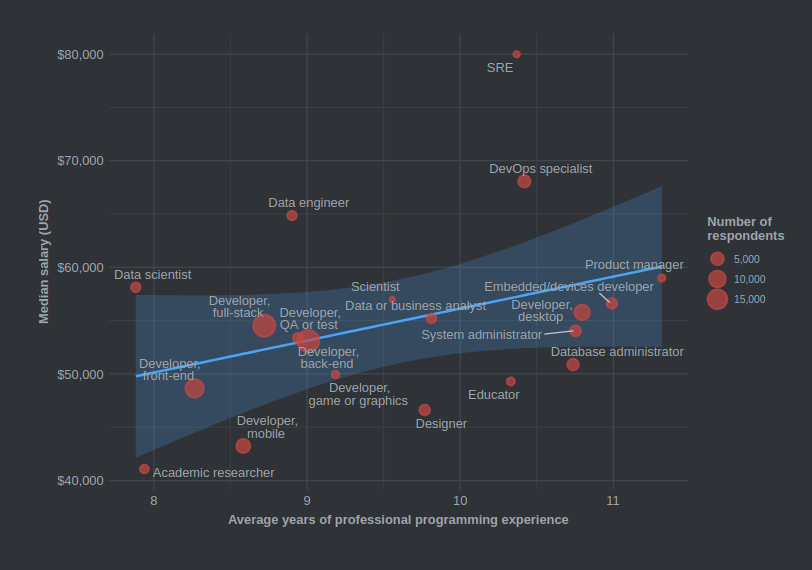 $80,000
SRE
$70,000
DevOps specialist
Data engineer
Number of
respondents
5,000
10,000
15,000
Median salary (USD)
$60,000
Product manager
Data scientist
Scientist
Embedded/devices developer
Developer,
full-stack
Data or business analyst
Developer,
desktop
Developer,
QA or test
System administrator
Developer,
back-end
Database administrator
Developer,
front-end
$50,000
Developer,
game or graphics
Educator
Designer
Developer,
mobile
Academic researcher
$40,000
8
9
10
11
Average years of professional programming experience